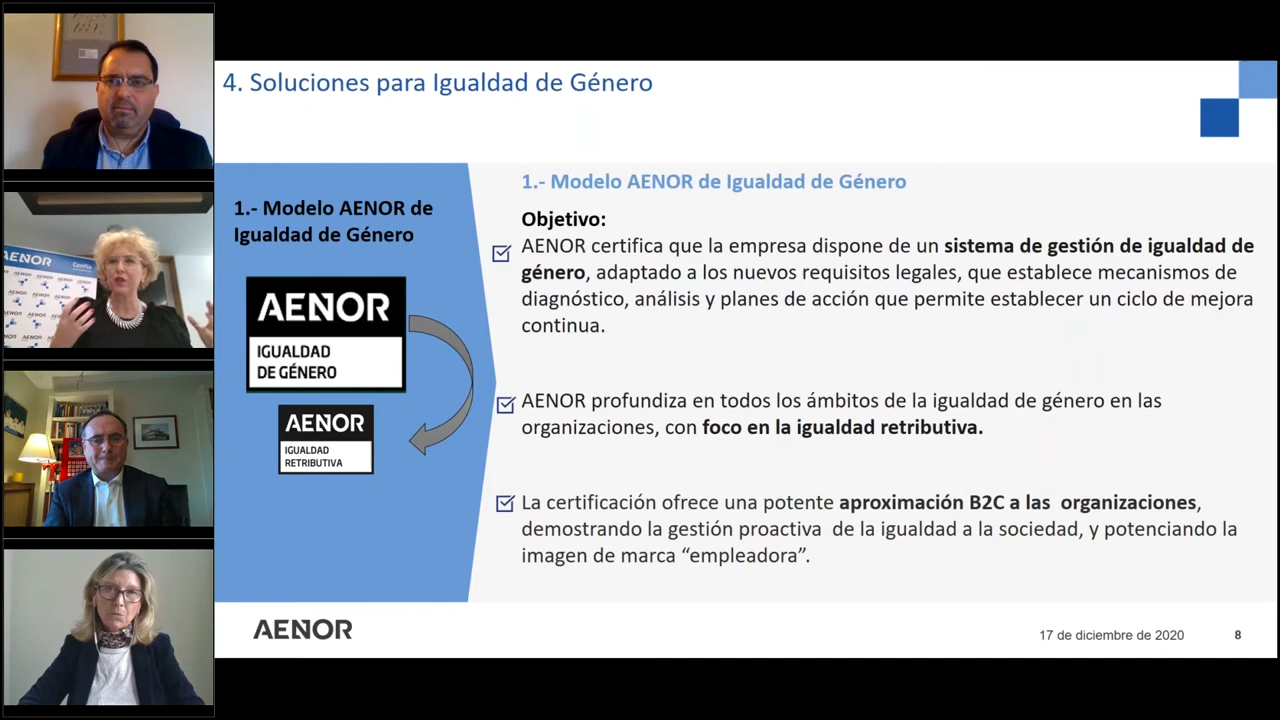 4. Soluciones para Igualdad de Género
1.- Modelo AENOR de
Igualdad de Género
AENOR
IGUALDAD
DE GÉNERO
AENOR
IGUALDAD
RETRIBUTIVA
1.- Modelo AENOR de Igualdad de Género
Objetivo:
AENOR certifica que la empresa dispone de un sistema de gestión de igualdad de
género, adaptado a los nuevos requisitos legales, que establece mecanismos de
diagnóstico, análisis y planes de acción que permite establecer un ciclo de mejora
continua.
AENOR profundiza en todos los ámbitos de la igualdad de género en las
organizaciones, con foco en la igualdad retributiva.
La certificación ofrece una potente aproximación B2C a las organizaciones,
demostrando la gestión proactiva de la igualdad a la sociedad, y potenciando la
imagen de marca “empleadora”.
AENOR
17 de diciembre de 2020
8
AENOR
Confía